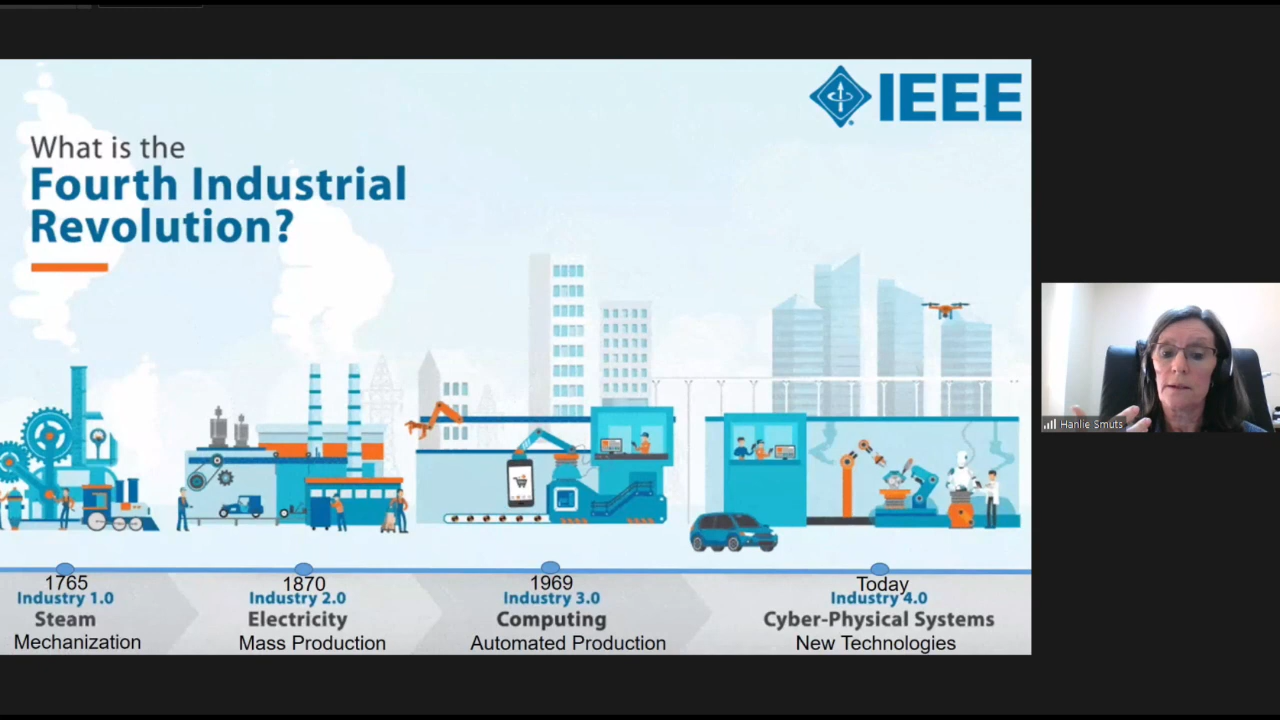 IEEE
What is the
Fourth Industrial
Revolution?
1765
Industry 1.0
Steam
Mechanization
1870
Industry 2.0
Electricity
Mass Production
1969
Industry 3.0
Computing
Automated Production
Today
Industry 4.0
Cyber-Physical Systems
New Technologies
Hanlie Smuts